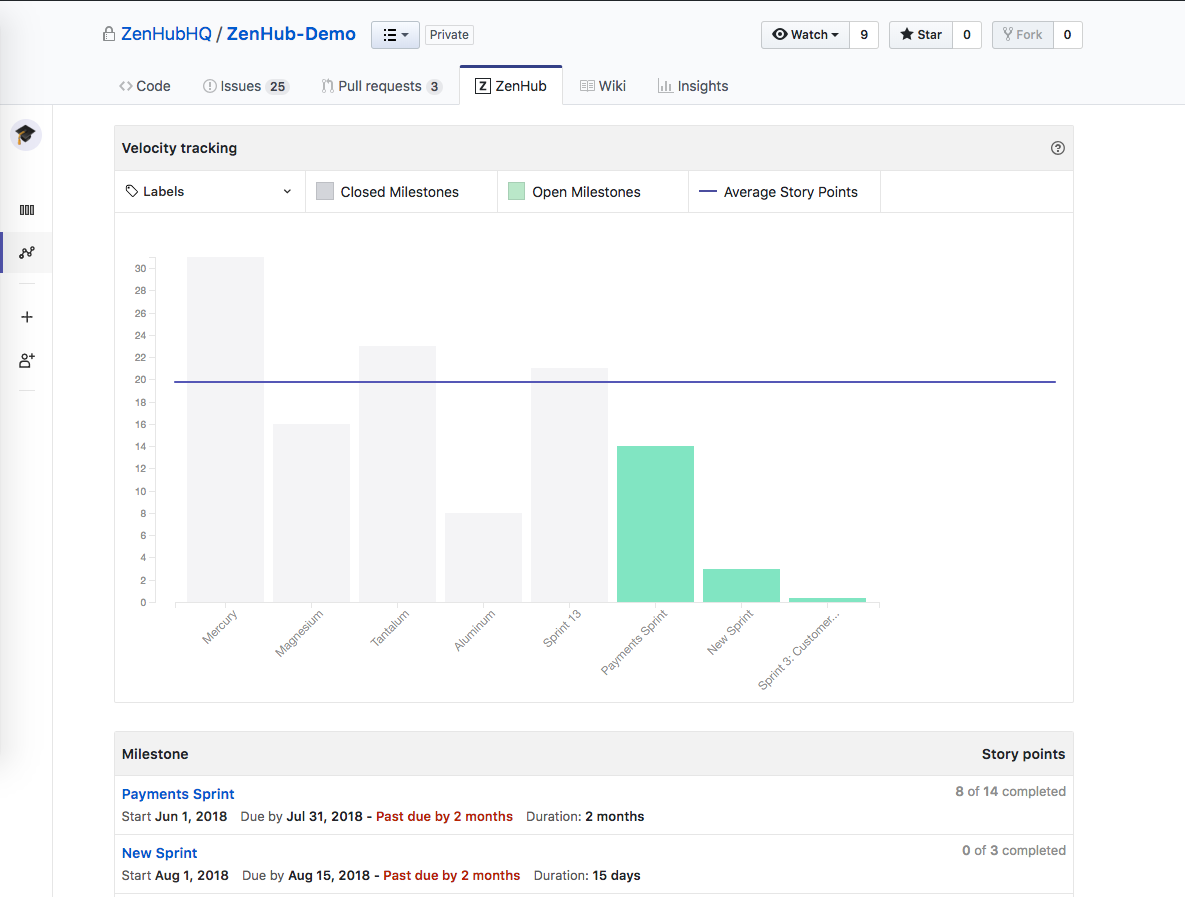 ZenHubHQ / ZenHub-Demo Private Watch 9 Star 0 Fork 0
Code Issues 25 Pull requests 3 Z ZenHub Wiki Insights
Velocity tracking
Labels Closed Milestones Open Milestones Average Story Points
30
28
26
24
22
20
18
16
14
12
10
8
6
4
2
0
Mercury
Magnesium
Tantalum
Aluminum
Sprint 13
Payments Sprint
New Sprint
Sprint 3: Customer...
Milestone Story points
Payments Sprint 8 of 14 completed
Start Jun 1, 2018 Due by Jul 31, 2018 - Past due by 2 months Duration: 2 months
New Sprint 0 of 3 completed
Start Aug 1, 2018 Due by Aug 15, 2018 - Past due by 2 months Duration: 15 days